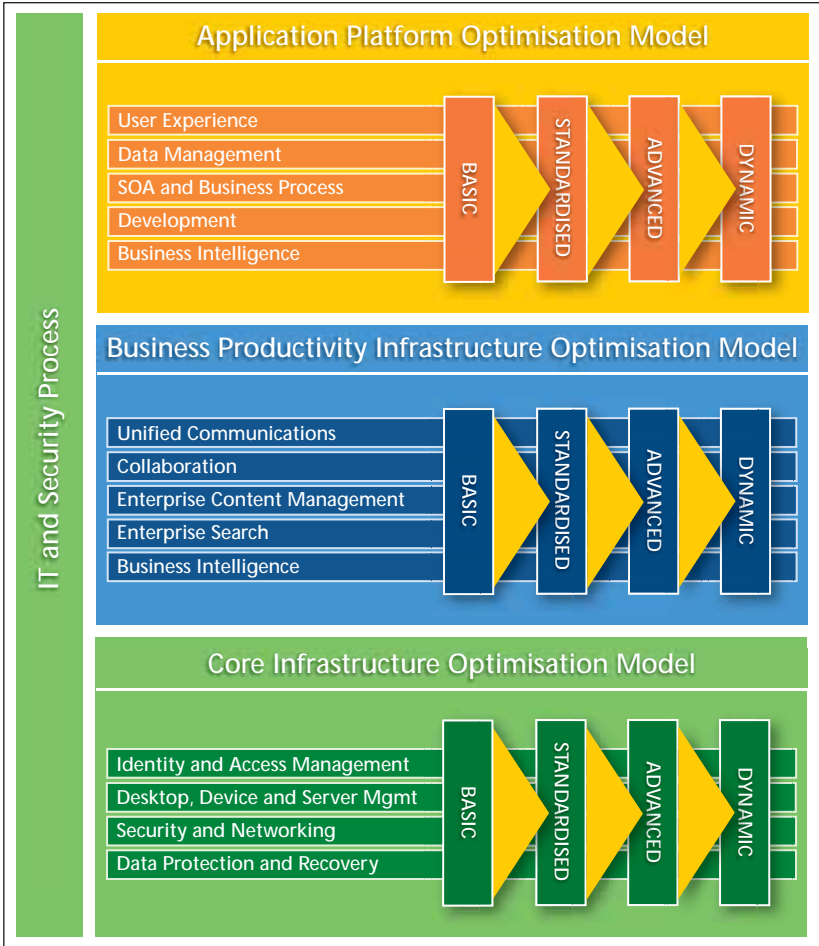 IT and Security Process
Application Platform Optimisation Model
User Experience
Data Management
SOA and Business Process
Development
Business Intelligence
BASIC
STANDARDISED
ADVANCED
DYNAMIC
Business Productivity Infrastructure Optimisation Model
Unified Communications
Collaboration
Enterprise Content Management
Enterprise Search
Business Intelligence
BASIC
STANDARDISED
ADVANCED
DYNAMIC
Core Infrastructure Optimisation Model
Identity and Access Management
Desktop, Device and Server Mgmt
Security and Networking
Data Protection and Recovery
BASIC
STANDARDISED
ADVANCED
DYNAMIC